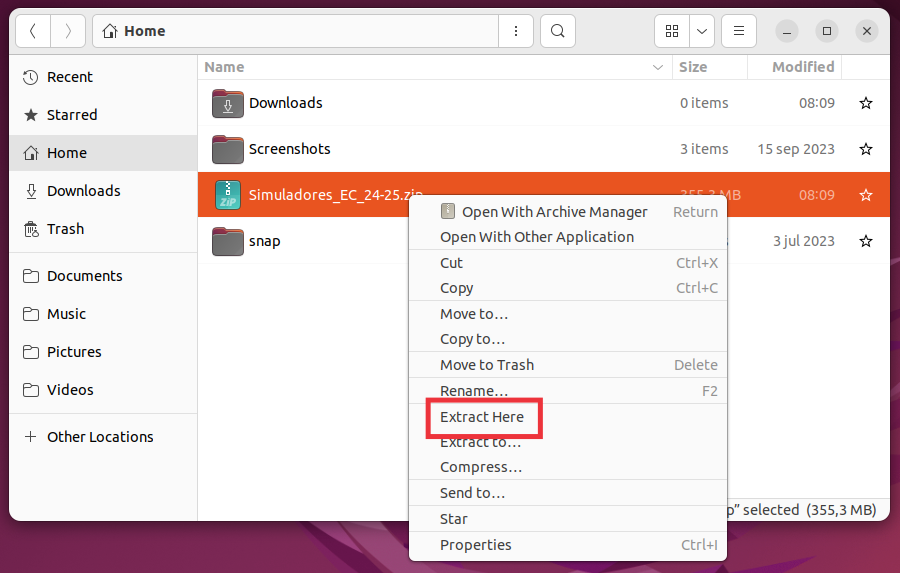 Home
Name Size Modified
Recent
Starred
Home
Downloads
Trash
Documents
Music
Pictures
Videos
Other Locations
Downloads 0 items 08:09
Screenshots 3 items 15 sep 2023
ZiP Simuladores_EC_24-25.zip 355,3 MB 08:09
snap 3 jul 2023
Open With Archive Manager Return
Open With Other Application
Cut Ctrl+X
Copy Ctrl+C
Move to…
Copy to…
Move to Trash Delete
Rename… F2
Extract Here
Extract to…
Compress…
Send to…
Star
Properties Ctrl+I
p” selected (355,3 MB)